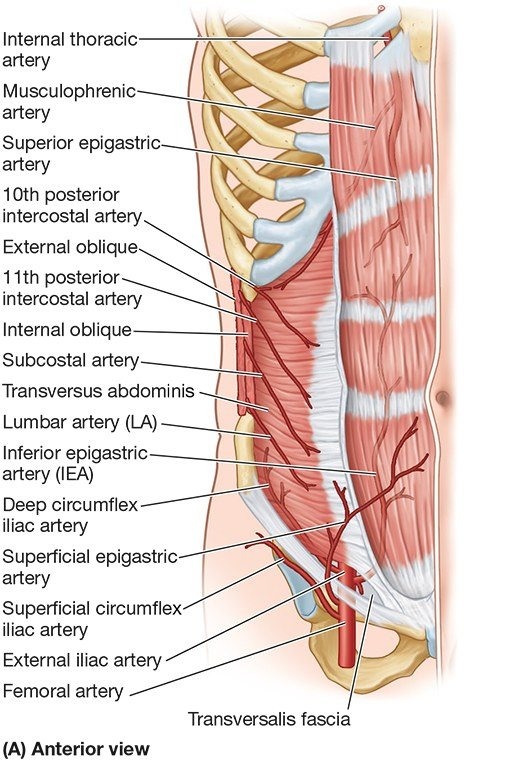 Internal thoracic
artery
Musculophrenic
artery
Superior epigastric
artery
10th posterior
intercostal artery
External oblique
11th posterior
intercostal artery
Internal oblique
Subcostal artery
Transversus abdominis
Lumbar artery (LA)
Inferior epigastric
artery (IEA)
Deep circumflex
iliac artery
Superficial epigastric
artery
Superficial circumflex
iliac artery
External iliac artery
Femoral artery
Transversalis fascia
(A) Anterior view